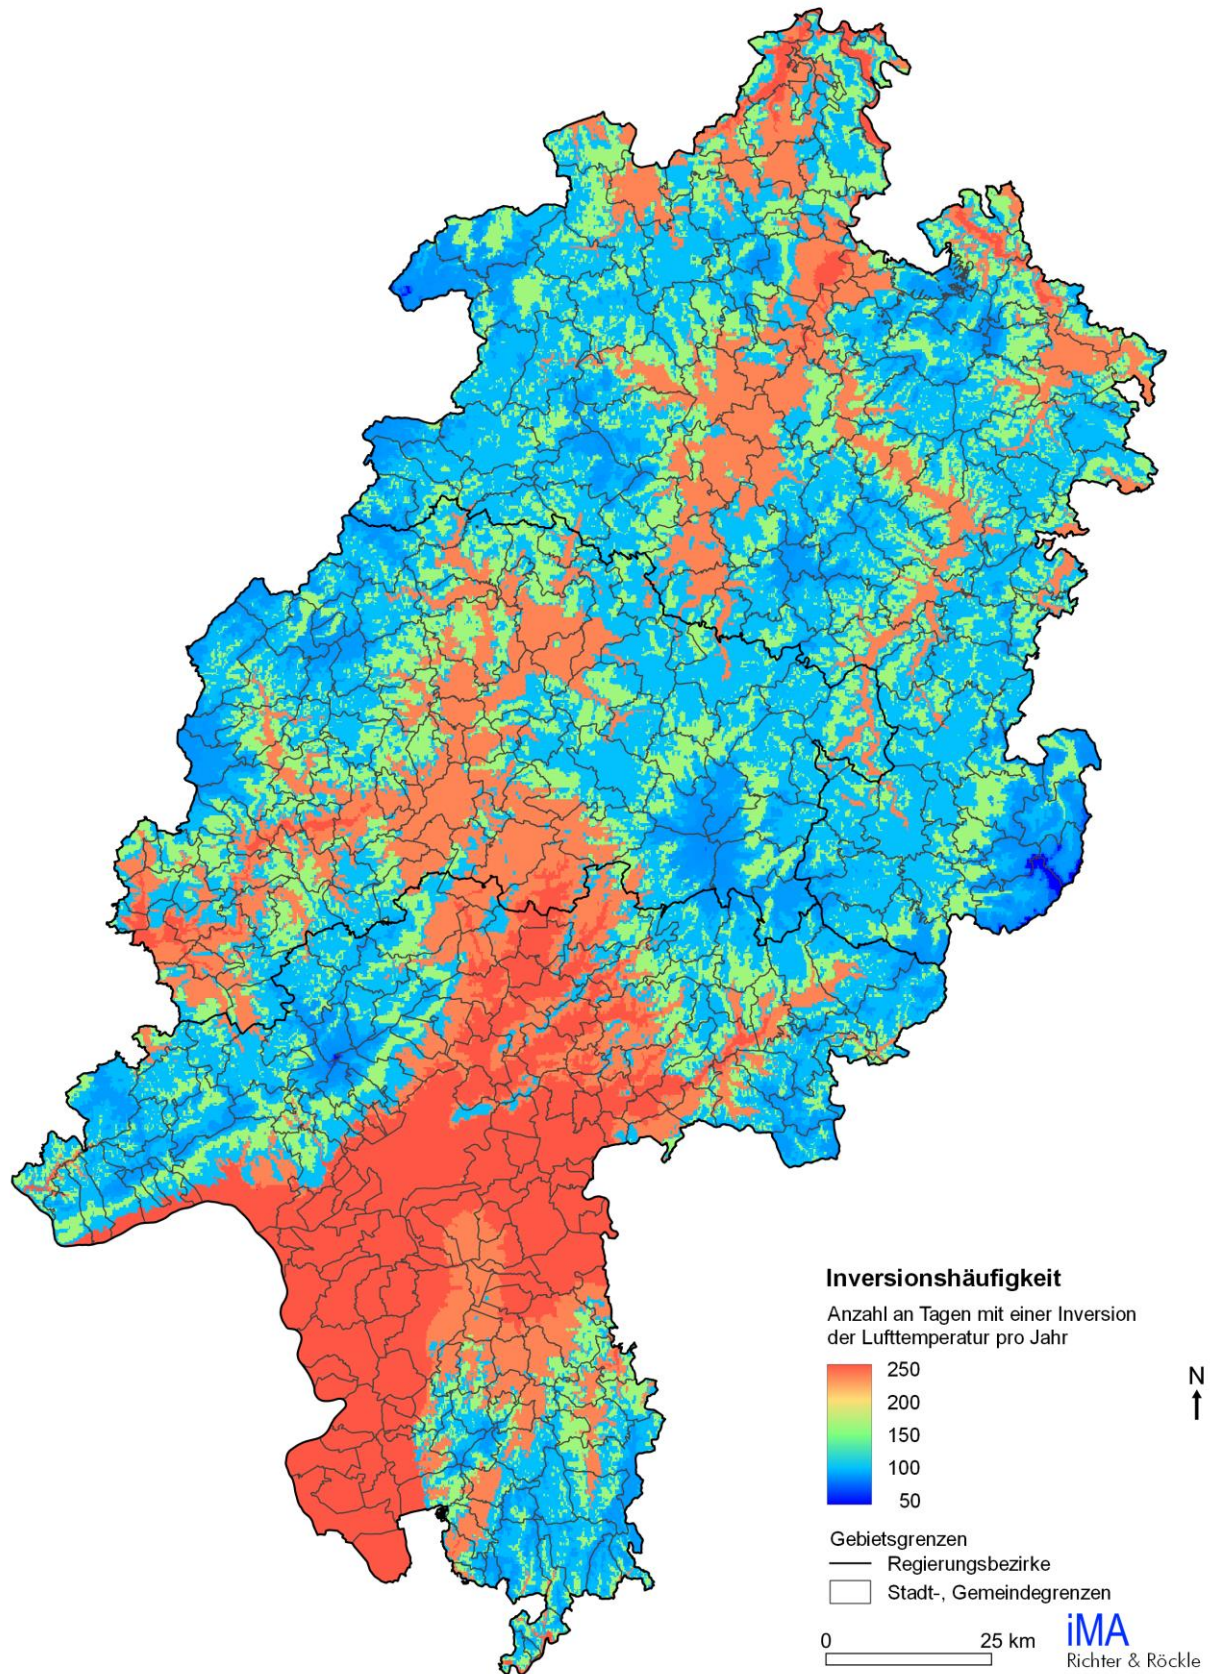 Inversionshäufigkeit
Anzahl an Tagen mit einer Inversion
der Lufttemperatur pro Jahr
250
200
150
100
50
N
Gebietsgrenzen
Regierungsbezirke
Stadt-, Gemeindegrenzen
0 25 km
iMA
Richter & Röckle